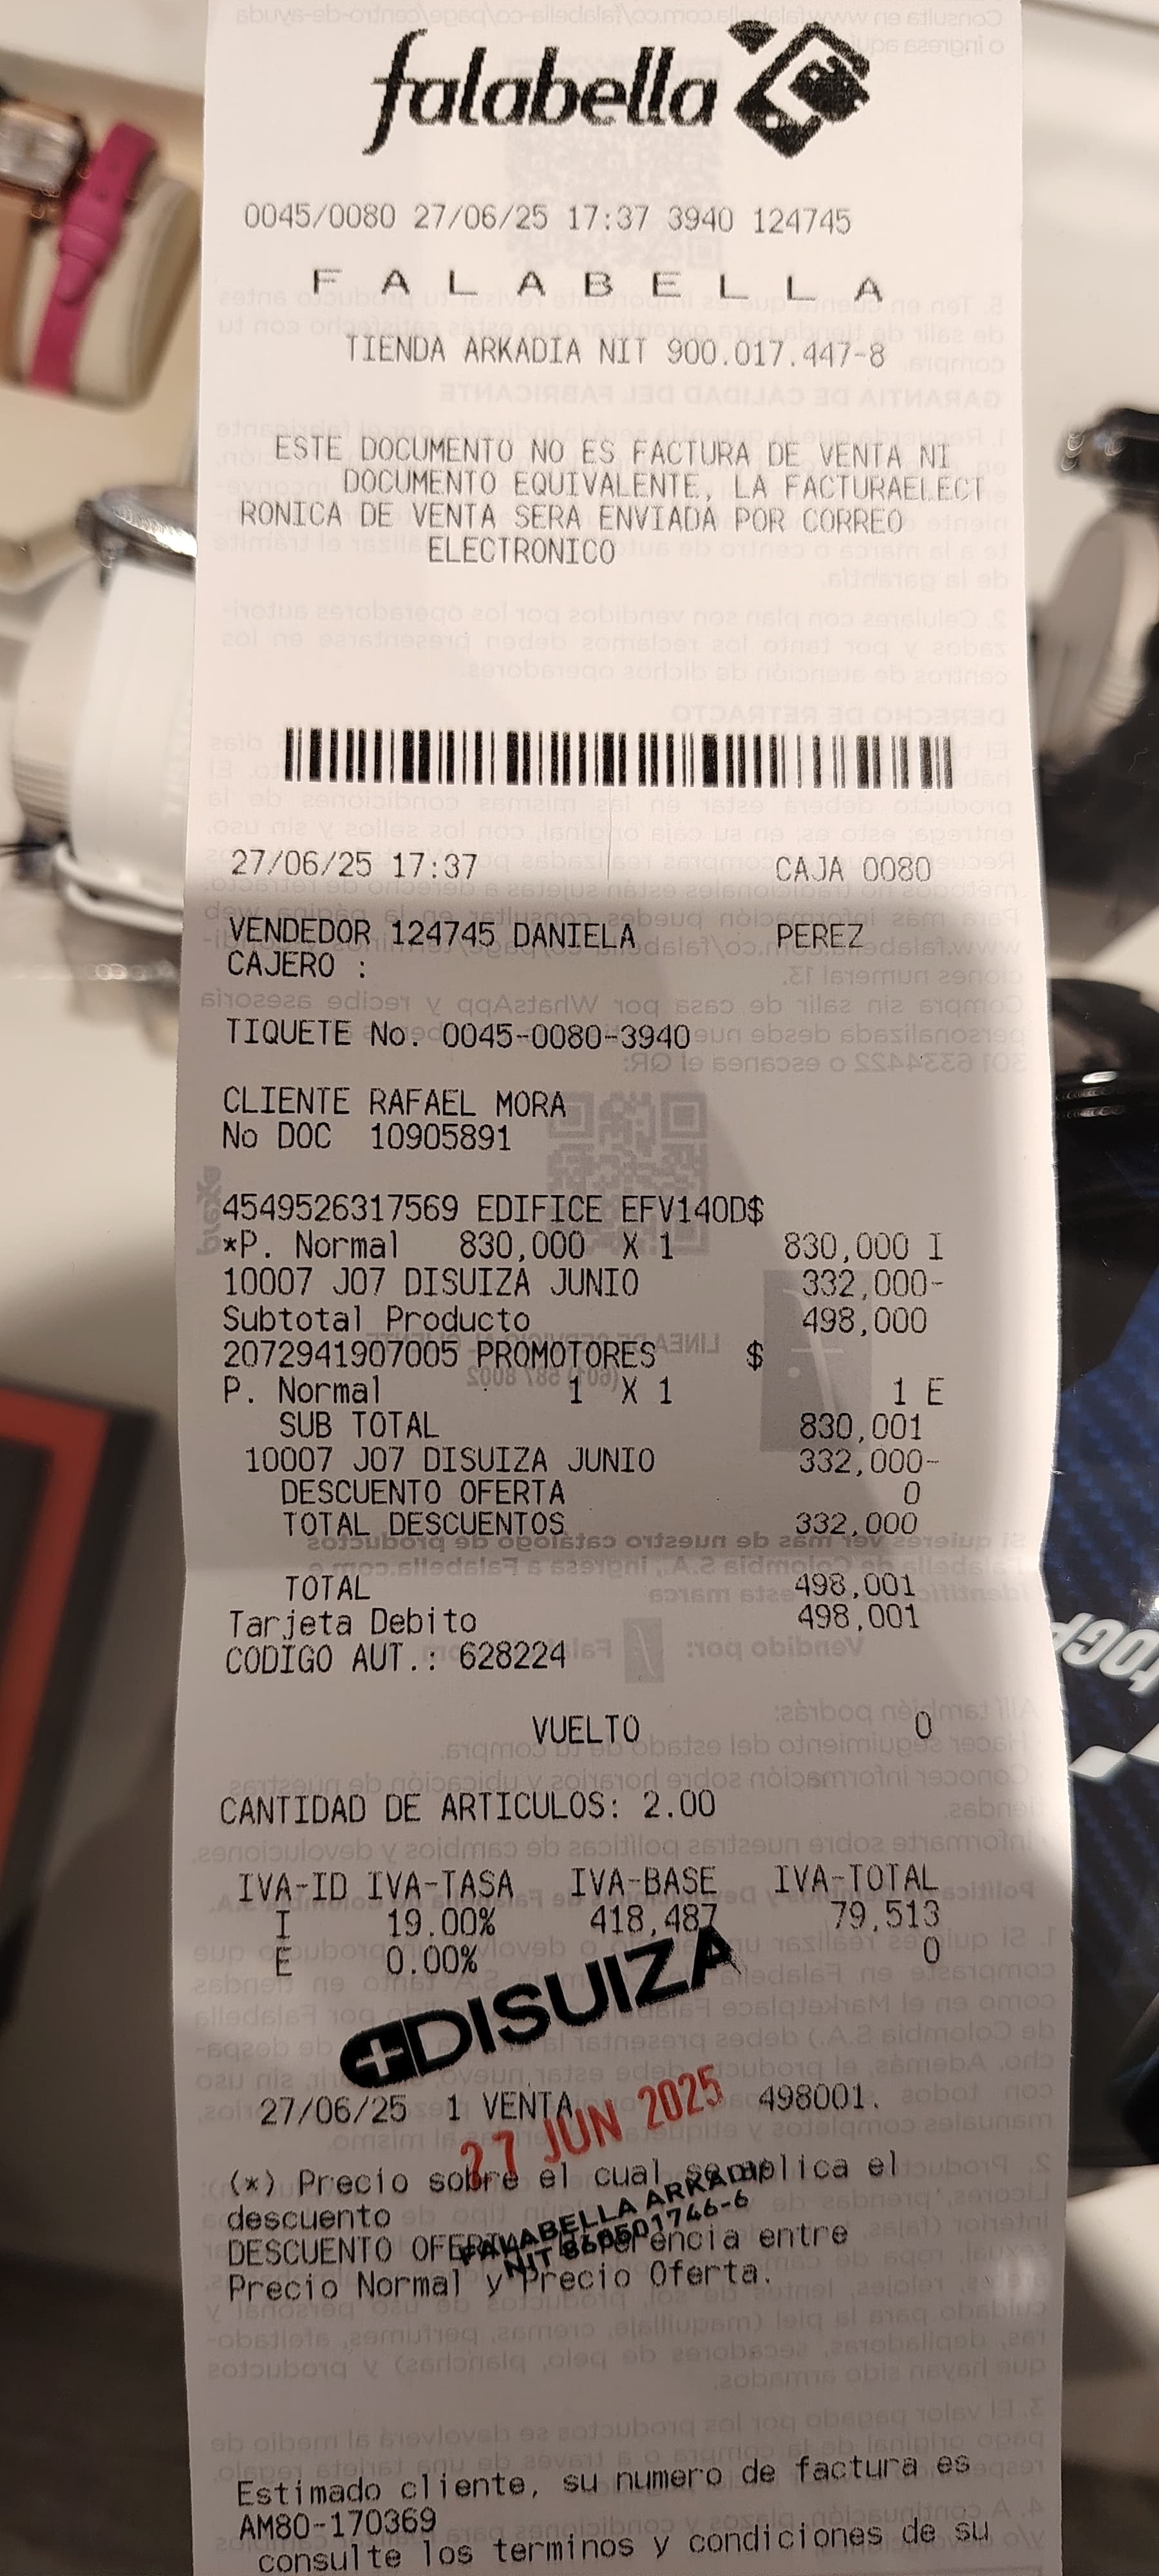 falabella
0045/0080 27/06/25 17:37 3940 124745
F A L A B E L L A
TIENDA ARKADIA NIT 900.017.447-8
ESTE DOCUMENTO NO ES FACTURA DE VENTA NI
DOCUMENTO EQUIVALENTE, LA FACTURAELECT
RONICA DE VENTA SERA ENVIADA POR CORREO
ELECTRONICO
27/06/25 17:37 CAJA 0080
VENDEDOR 124745 DANIELA PEREZ
CAJERO :
TIQUETE No. 0045-0080-3940
CLIENTE RAFAEL MORA
No DOC 10905891
4549526317569 EDIFICE EFV140D$
*P. Normal 830,000 X 1 830,000 I
10007 J07 DISUIZA JUNIO 332,000-
Subtotal Producto 498,000
2072941907005 PROMOTORES $
P. Normal 1 X 1 1 E
SUB TOTAL 830,001
10007 J07 DISUIZA JUNIO 332,000-
DESCUENTO OFERTA 0
TOTAL DESCUENTOS 332,000
TOTAL 498,001
Tarjeta Debito 498,001
CODIGO AUT.: 628224
VUELTO 0
CANTIDAD DE ARTICULOS: 2.00
IVA-ID IVA-TASA IVA-BASE IVA-TOTAL
I 19.00% 418,487 79,513
E 0.00% 0
DISUIZA
27/06/25 1 VENTA 498001.
27 JUN 2025
(*) Precio sobre el cual se aplica el
descuento
FALABELLA ARKADI
NIT 860501746-6
DESCUENTO entre
Precio Normal y Precio Oferta.
Estimado cliente, su numero de factura es
AM80-170369
consulte los terminos y condiciones de su